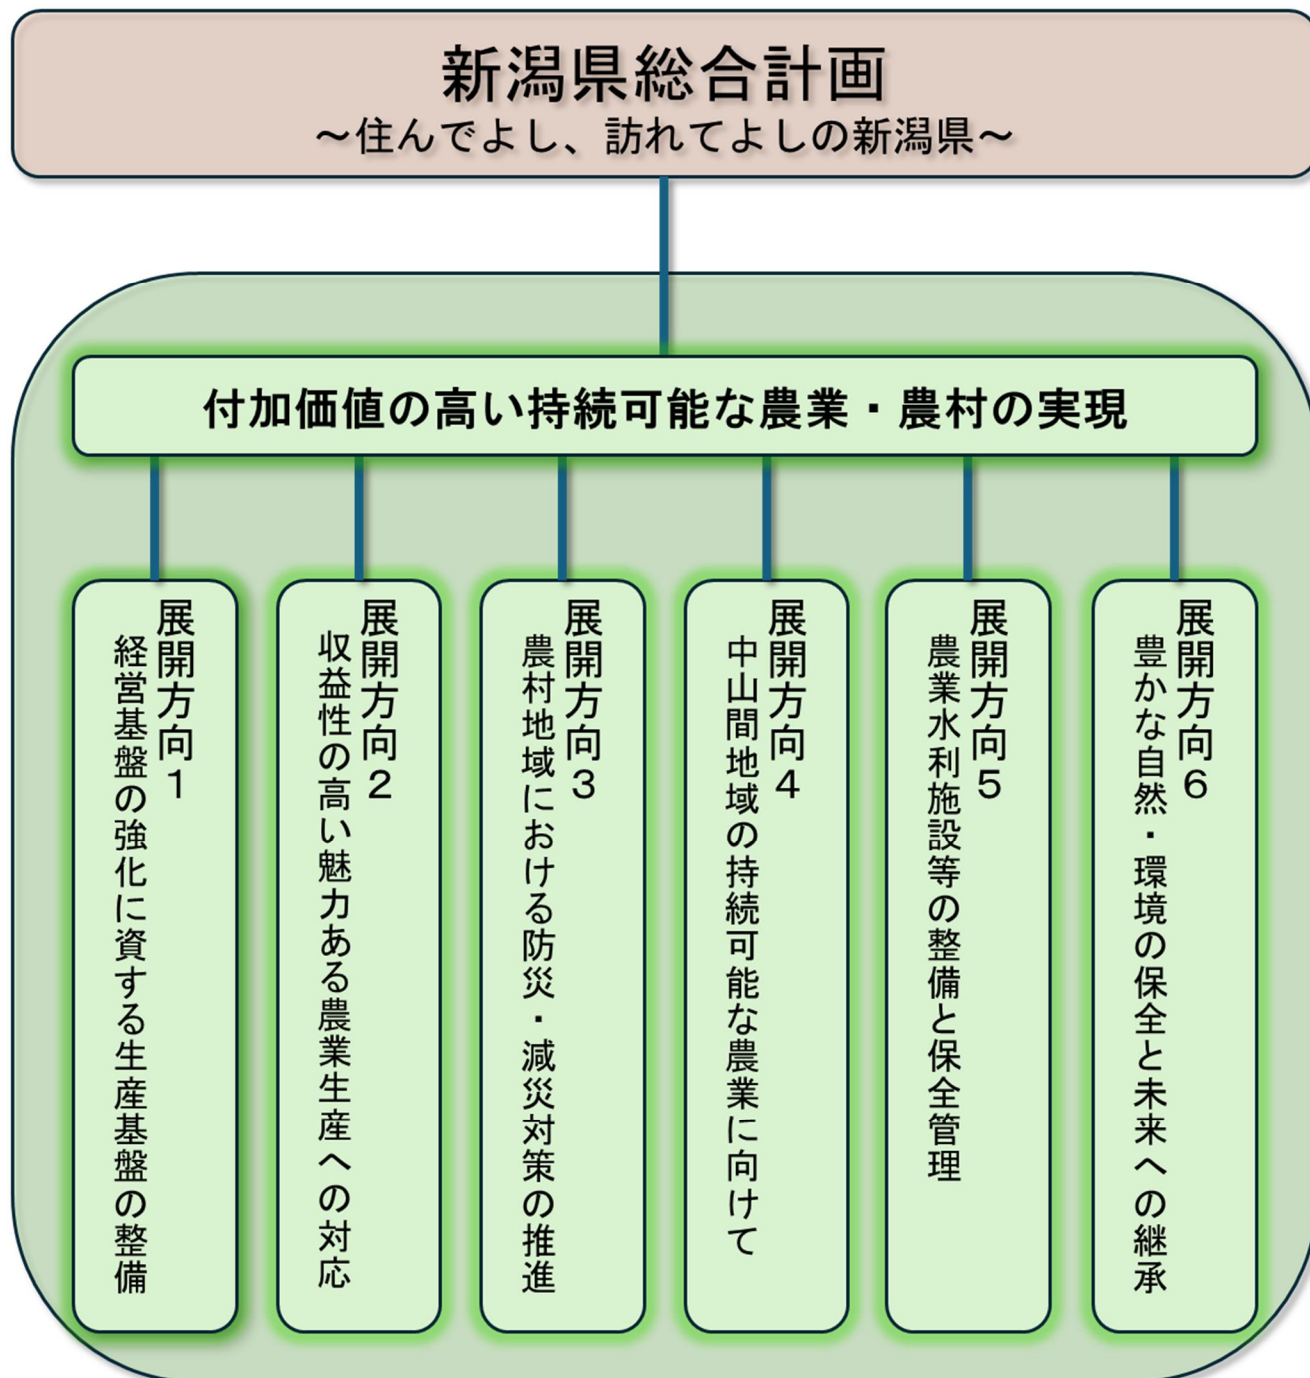 新潟県総合計画
～住んでよし、訪れてよしの新潟県～
付加価値の高い持続可能な農業・農村の実現
展開方向1
経営基盤の強化に資する生産基盤の整備
展開方向2
収益性の高い魅力ある農業生産への対応
展開方向3
農村地域における防災・減災対策の推進
展開方向4
中山間地域の持続可能な農業に向けて
展開方向5
農業水利施設等の整備と保全管理
展開方向6
豊かな自然・環境の保全と未来への継承